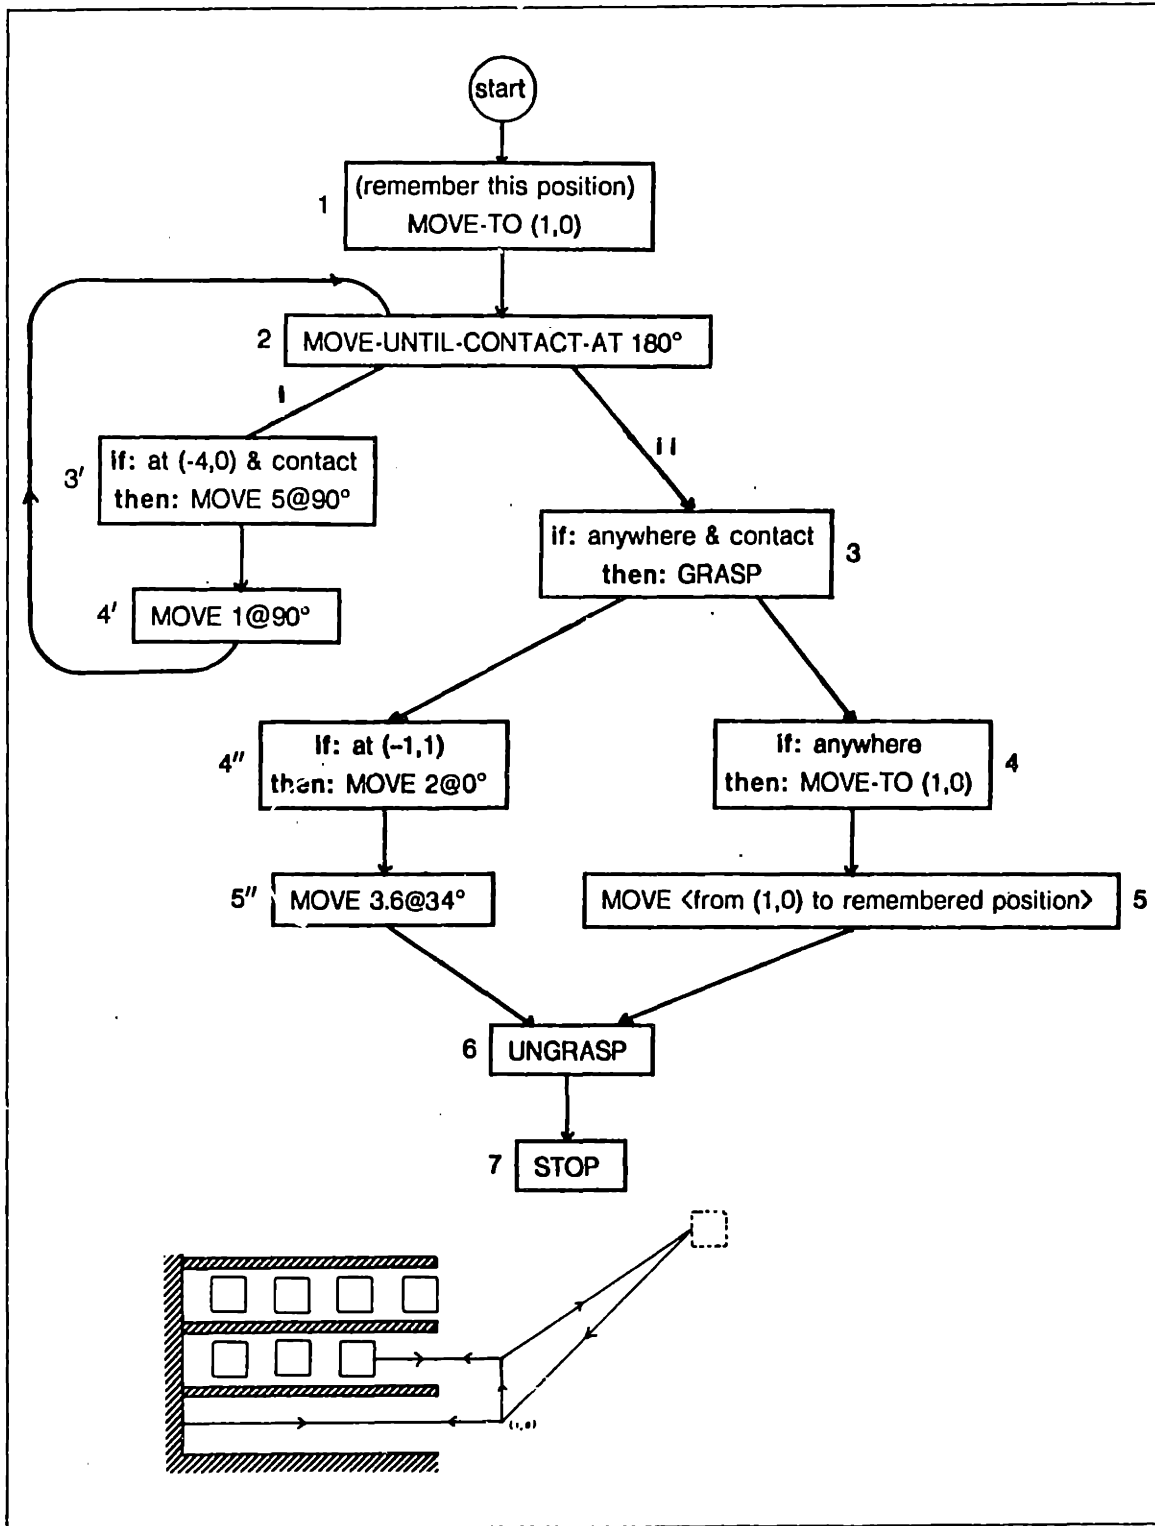 start
(remember this position)
1
MOVE-TO (1,0)
2
MOVE-UNTIL-CONTACT-AT 180°
i
ii
if: at (-4,0) & contact
3'
then: MOVE 5@90°
if: anywhere & contact
3
then: GRASP
4'
MOVE 1@90°
if: at (-1,1)
4"
then: MOVE 2@0°
if: anywhere
4
then: MOVE-TO (1,0)
5"
MOVE 3.6@34°
MOVE <from (1,0) to remembered position>
5
6
UNGRASP
7
STOP
(1,0)